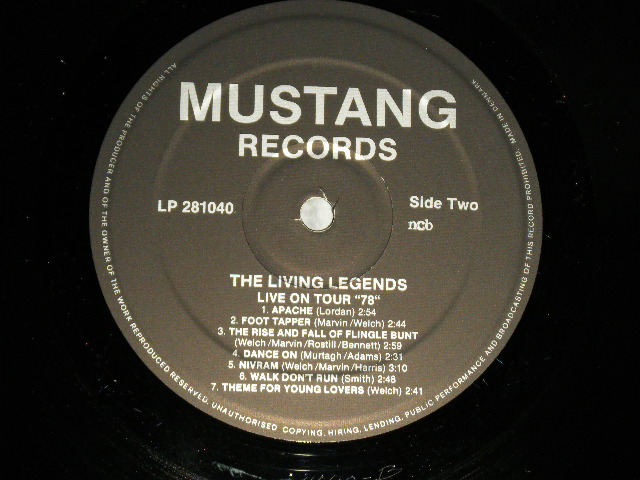 MUSTANG
RECORDS
LP 281040
Side Two
ncb
THE LIVING LEGENDS
LIVE ON TOUR "78"
1. APACHE (Lordan) 2:54
2. FOOT TAPPER (Marvin/Welch) 2:44
3. THE RISE AND FALL OF FLINGLE BUNT
(Welch/Marvin/Rostill/Bennett) 2:59
4. DANCE ON (Murtagh/Adams) 2:31
5. NIVRAM (Welch/Marvin/Harris) 3:10
6. WALK DON'T RUN (Smith) 2:48
7. THEME FOR YOUNG LOVERS (Welch) 2:41
ALL RIGHTS OF THE PRODUCER AND OF THE OWNER OF THE WORK REPRODUCED RESERVED. UNAUTHORISED COPYING, HIRING, LENDING, PUBLIC PERFORMANCE AND BROADCASTING OF THIS RECORD PROHIBITED. MADE IN DENMARK